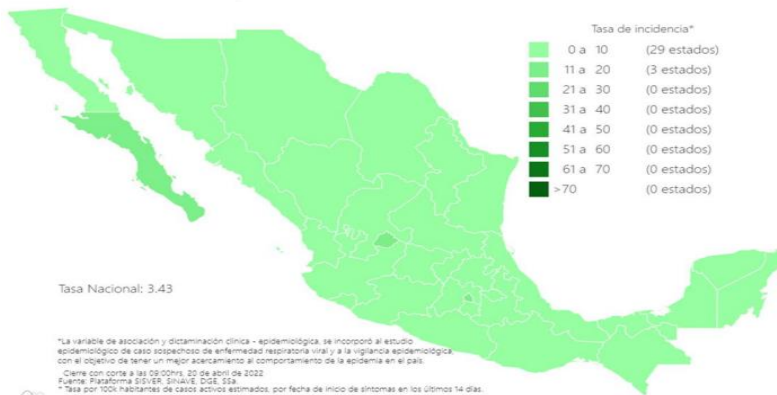 Tasa de incidencia*
0 a 10 (29 estados)
11 a 20 (3 estados)
21 a 30 (0 estados)
31 a 40 (0 estados)
41 a 50 (0 estados)
51 a 60 (0 estados)
61 a 70 (0 estados)
>70 (0 estados)
Tasa Nacional: 3.43
*La variable de asociación y dictaminación clínica - epidemiológica, se incorporó al estudio
epidemiológico de caso sospechoso de enfermedad respiratoria viral y a la vigilancia epidemiológica,
con el objetivo de tener un mejor acercamiento al comportamiento de la epidemia en el país.
Cierre con corte a las 09:00hrs, 20 de abril de 2022
Fuente: Plataforma SISVER, SINAVE, DGE, SSa.
* Tasa por 100k habitantes de casos activos estimados, por fecha de inicio de síntomas en los últimos 14 días.